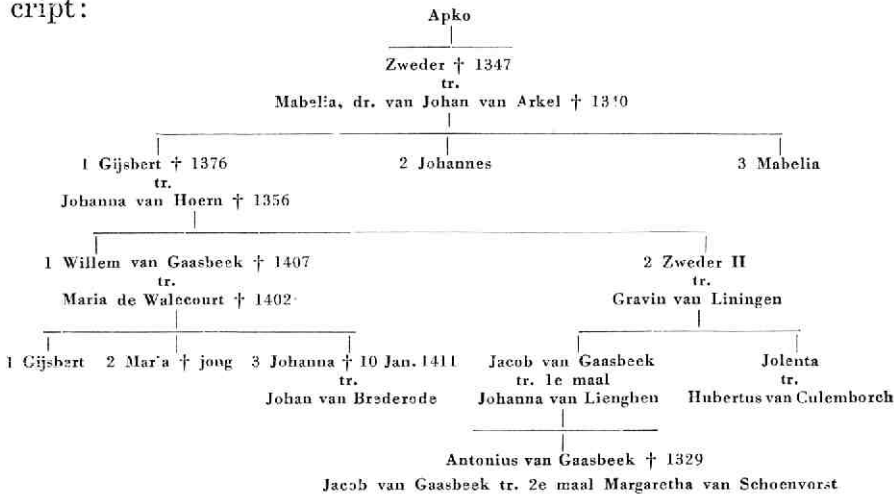 cript:
Apko
Zweder † 1347
tr.
Mabelia, dr. van Johan van Arkel †
1 Gijsbert † 1376 2 Johannes 3 Mabelia
tr.
Johanna van Hoern † 1356
1 Willem van Gaasbeek † 1407 2 Zweder II
tr. tr.
Maria de Walecourt † 1402 Gravin van Liningen
1 Gijsbert 2 Maria † jong 3 Johanna † 10 Jan. 1411 Jacob van Gaasbeek Jolenta
tr. tr. 1e maal tr.
Johan van Brederode Johanna van Lienghen Hubertus van Culemborch
Antonius van Gaasbeek † 1329
Jacob van Gaasbeek tr. 2e maal Margaretha van Schoenvorst